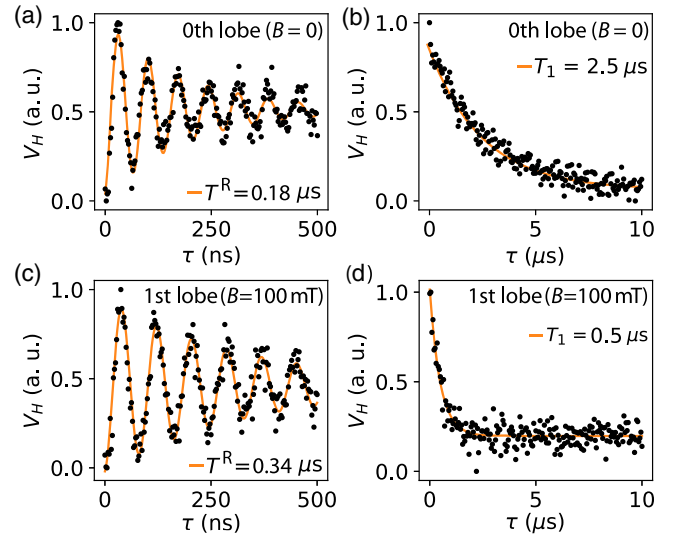 (a)
0th lobe (B = 0)
V_H (a. u.)
1.0
0.5
0.0
T^R = 0.18 μs
0
250
500
τ (ns)
(b)
0th lobe (B = 0)
T_1 = 2.5 μs
V_H (a. u.)
1.0
0.5
0.0
0
5
10
τ (μs)
(c)
1st lobe (B=100 mT)
V_H (a. u.)
1.0
0.5
0.0
T^R = 0.34 μs
0
250
500
τ (ns)
(d)
1st lobe (B=100 mT)
T_1 = 0.5 μs
V_H (a. u.)
1.0
0.5
0.0
0
5
10
τ (μs)